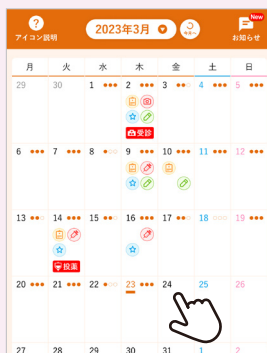 ? 2023年3月 今月へ New
アイコン説明 お知らせ
月 火 水 木 金 土 日
29 30 1 2 3 4 5
受診
6 7 8 9 10 11 12
13 14 15 16 17 18 19
投薬
20 21 22 23 24 25 26
27 28 29 30 31 1 2